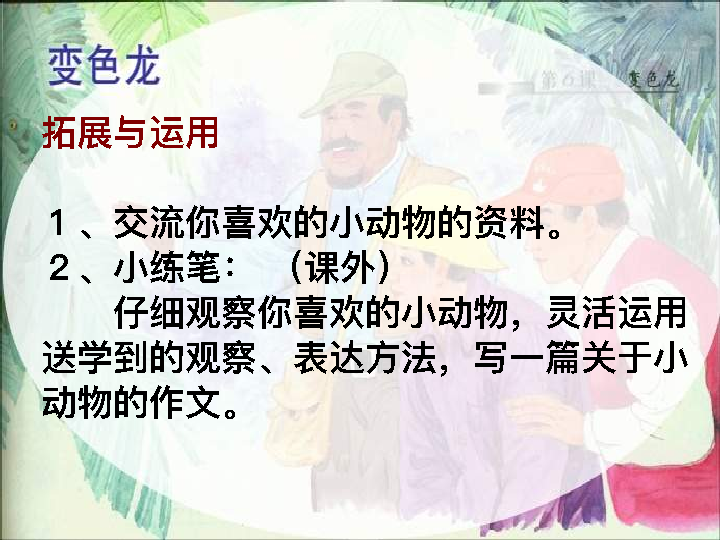 变色龙
第6课 变色龙
拓展与运用
1、交流你喜欢的小动物的资料。
2、小练笔： （课外）
仔细观察你喜欢的小动物，灵活运用
送学到的观察、表达方法，写一篇关于小
动物的作文。